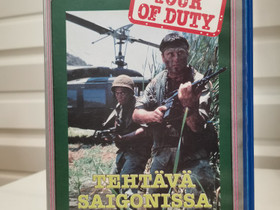 TOUR
OF DUTY
TEHTÄVÄ
SAIGONISSA